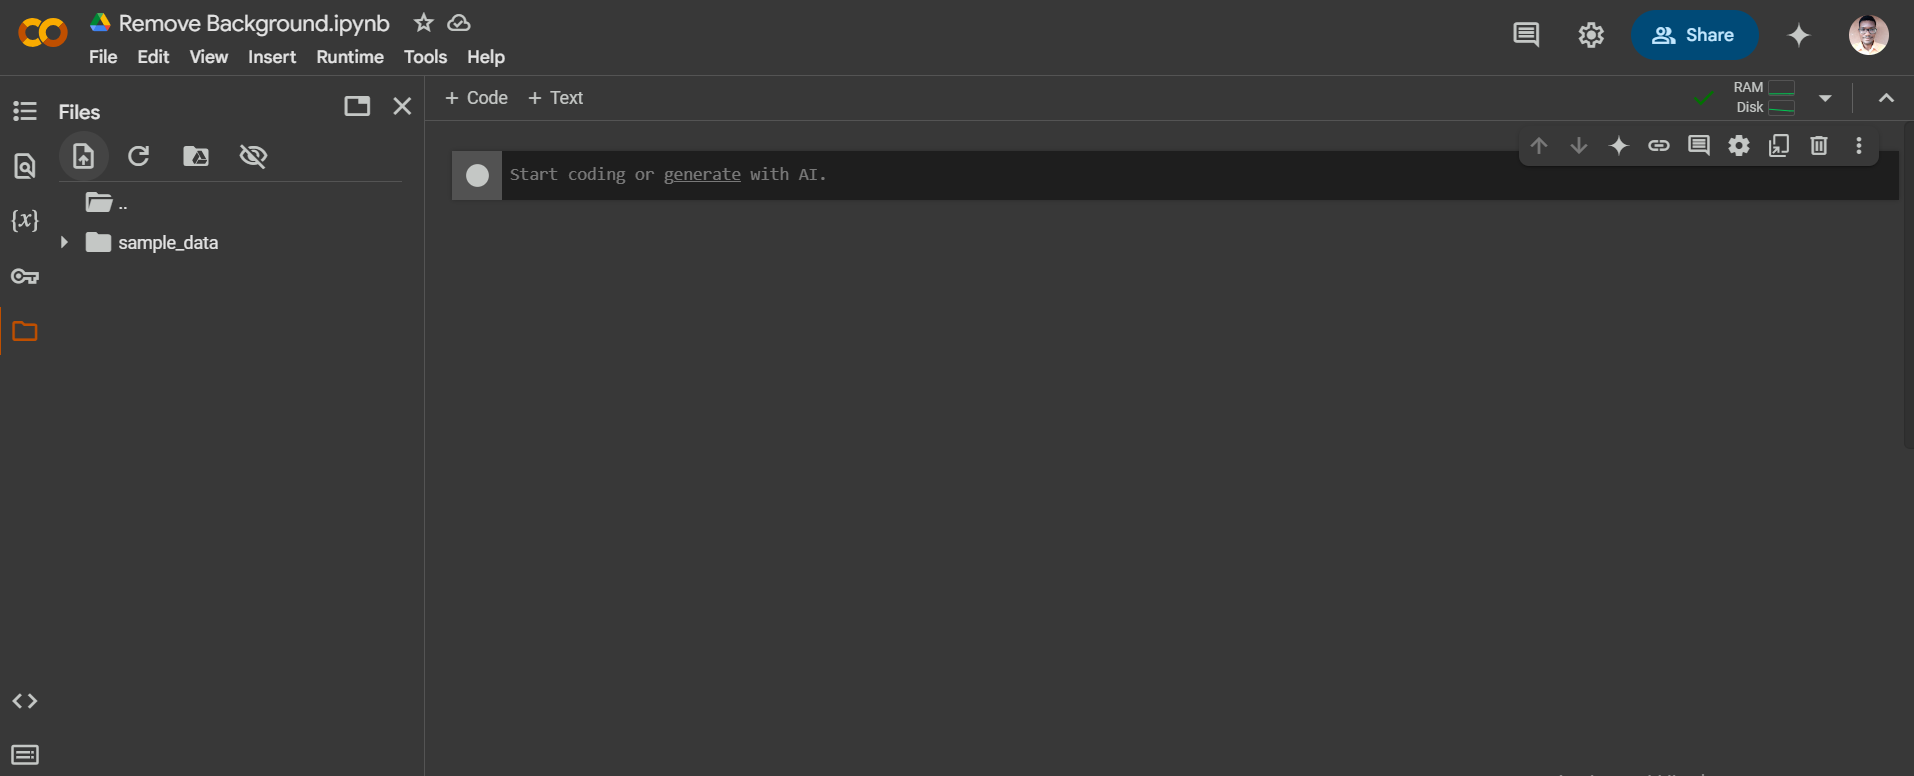 Remove Background.ipynb
File Edit View Insert Runtime Tools Help
Share
Files
+ Code + Text
RAM
Disk
..
sample_data
{x}
Start coding or generate with AI.